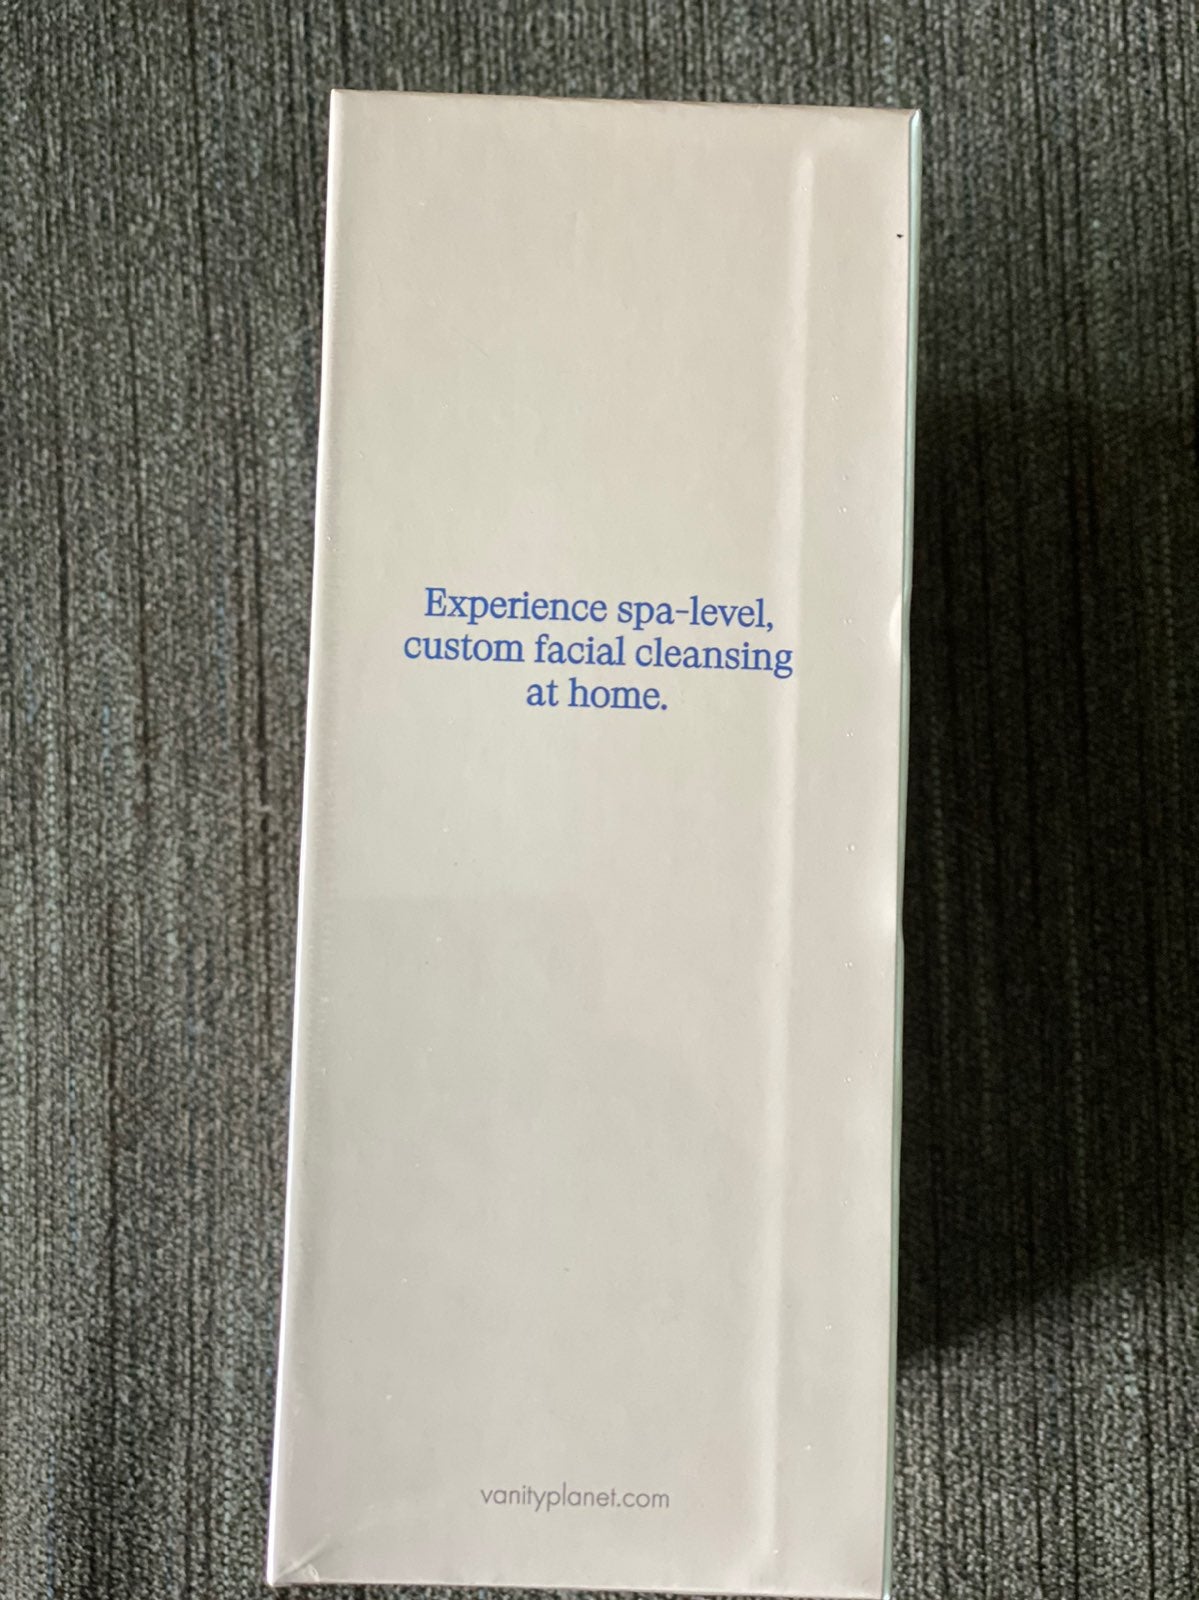 Experience spa-level,
custom facial cleansing
at home.
vanityplanet.com